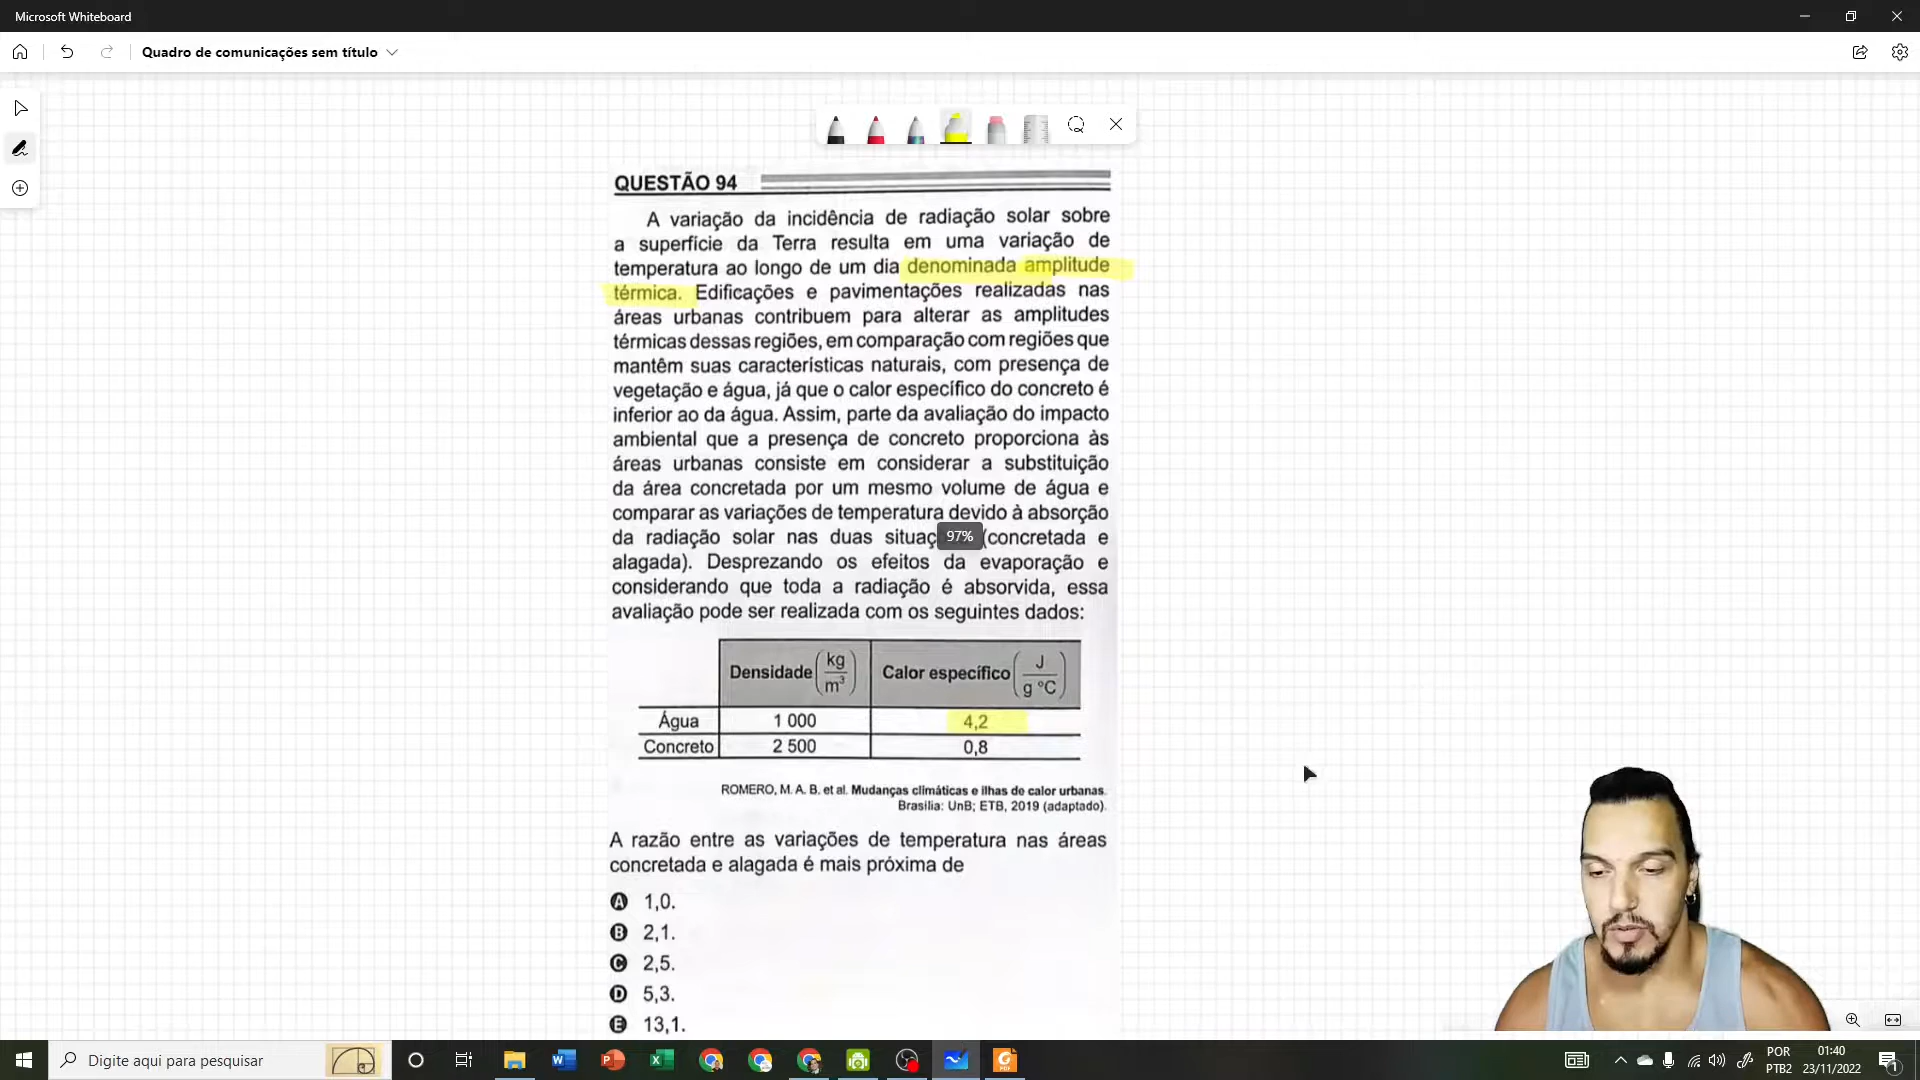 Microsoft Whiteboard
Quadro de comunicações sem título
QUESTÃO 94
A variação da incidência de radiação solar sobre
a superfície da Terra resulta em uma variação de
temperatura ao longo de um dia denominada amplitude
térmica. Edificações e pavimentações realizadas nas
áreas urbanas contribuem para alterar as amplitudes
térmicas dessas regiões, em comparação com regiões que
mantêm suas características naturais, com presença de
vegetação e água, já que o calor específico do concreto é
inferior ao da água. Assim, parte da avaliação do impacto
ambiental que a presença de concreto proporciona às
áreas urbanas consiste em considerar a substituição
da área concretada por um mesmo volume de água e
comparar as variações de temperatura devido à absorção
da radiação solar nas duas (concretada e
97%
alagada). Desprezando os efeitos da evaporação e
considerando que toda a radiação é absorvida, essa
avaliação pode ser realizada com os seguintes dados:
Densidade (kg/m³) Calor específico (J/g °C)
Água 1 000 4,2
Concreto 2 500 0,8
ROMERO, M. A. B. et al. Mudanças climáticas e ilhas de calor urbanas.
Brasília: UnB; ETB, 2019 (adaptado).
A razão entre as variações de temperatura nas áreas
concretada e alagada é mais próxima de
A 1,0.
B 2,1.
C 2,5.
D 5,3.
E 13,1.
Digite aqui para pesquisar
POR
PTB2
01:40
23/11/2022
1